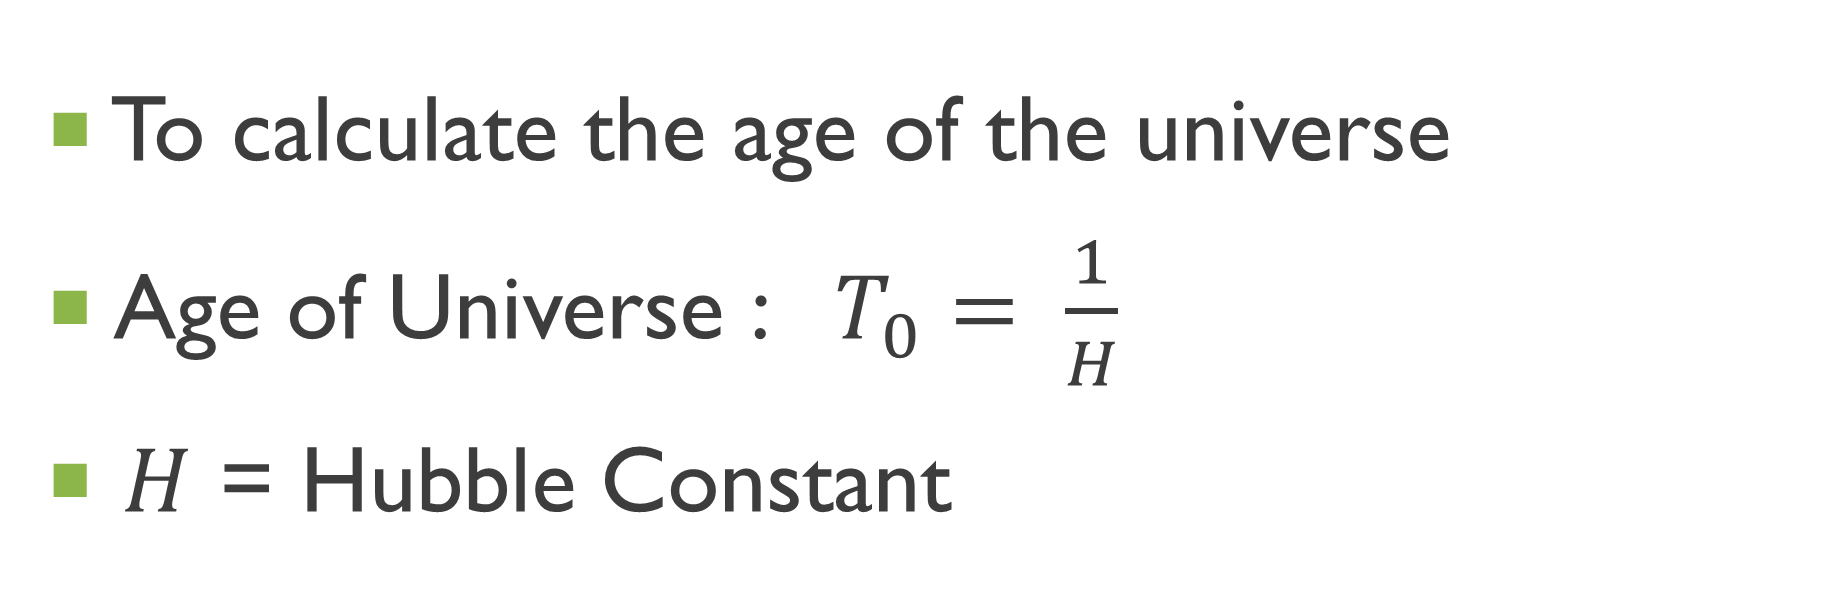 ▪ To calculate the age of the universe
▪ Age of Universe : T₀ = 1/H
▪ H = Hubble Constant